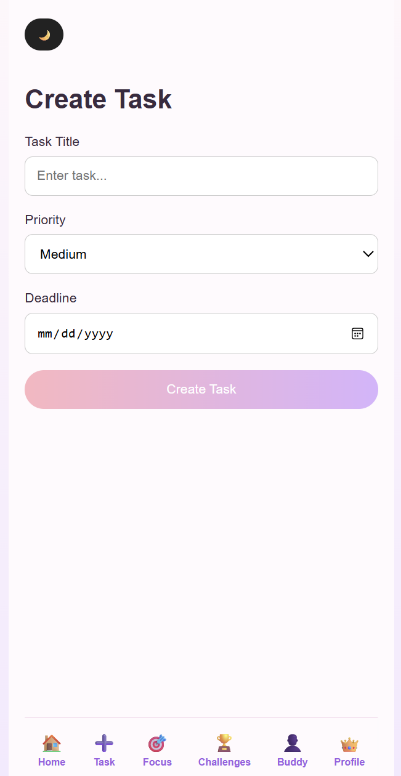 Create Task
Task Title
Enter task...
Priority
Medium
Deadline
mm/dd/yyyy
Create Task
Home Task Focus Challenges Buddy Profile